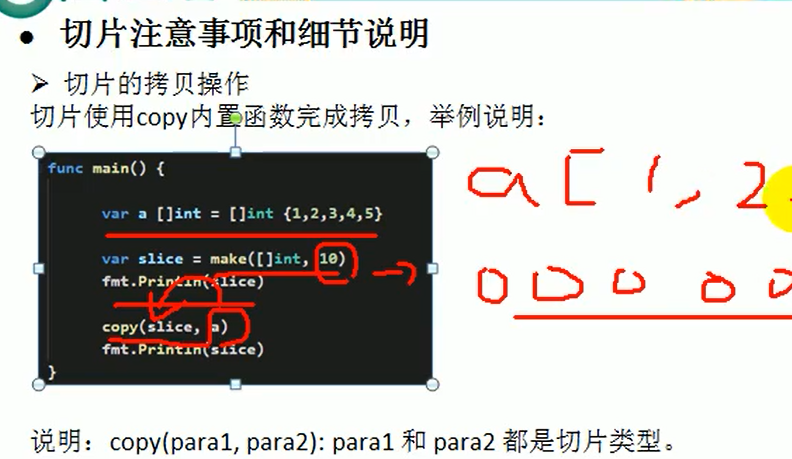 切片注意事项和细节说明
切片的拷贝操作
切片使用copy内置函数完成拷贝，举例说明：
func main() {
var a []int = []int {1,2,3,4,5}
var slice = make([]int, 10)
fmt.Println(slice)
copy(slice, a)
fmt.Println(slice)
}
a [ 1, 2
0 0 0 0 0
说明：copy(para1, para2): para1 和 para2 都是切片类型。